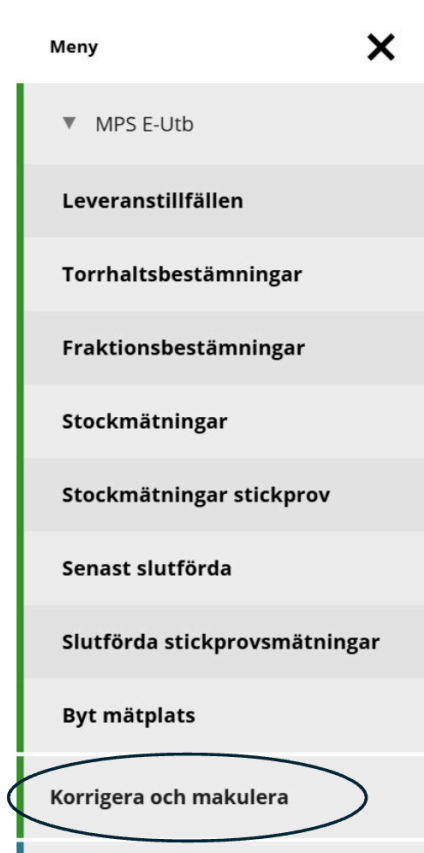 Meny
MPS E-Utb
Leveranstillfällen
Torrhaltsbestämningar
Fraktionsbestämningar
Stockmätningar
Stockmätningar stickprov
Senast slutförda
Slutförda stickprovsmätningar
Byt mätplats
Korrigera och makulera